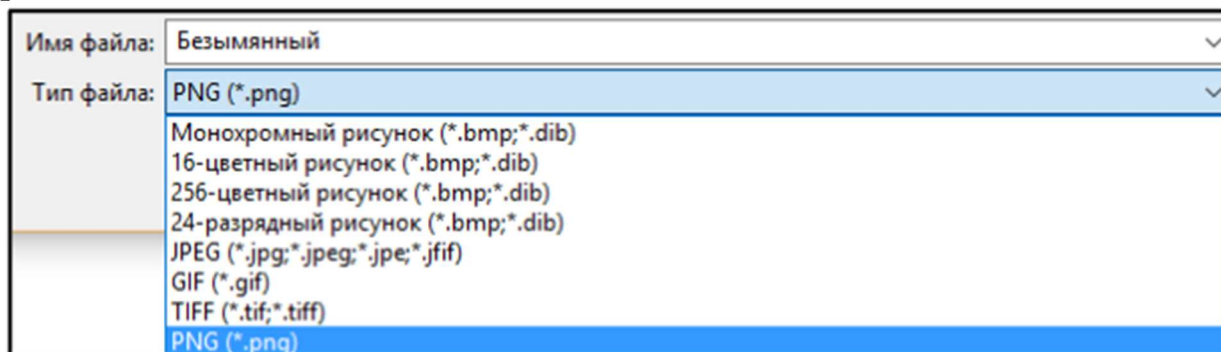 Имя файла: Безымянный
Тип файла: PNG (*.png)
Монохромный рисунок (*.bmp;*.dib)
16-цветный рисунок (*.bmp;*.dib)
256-цветный рисунок (*.bmp;*.dib)
24-разрядный рисунок (*.bmp;*.dib)
JPEG (*.jpg;*.jpeg;*.jpe;*.jfif)
GIF (*.gif)
TIFF (*.tif;*.tiff)
PNG (*.png)